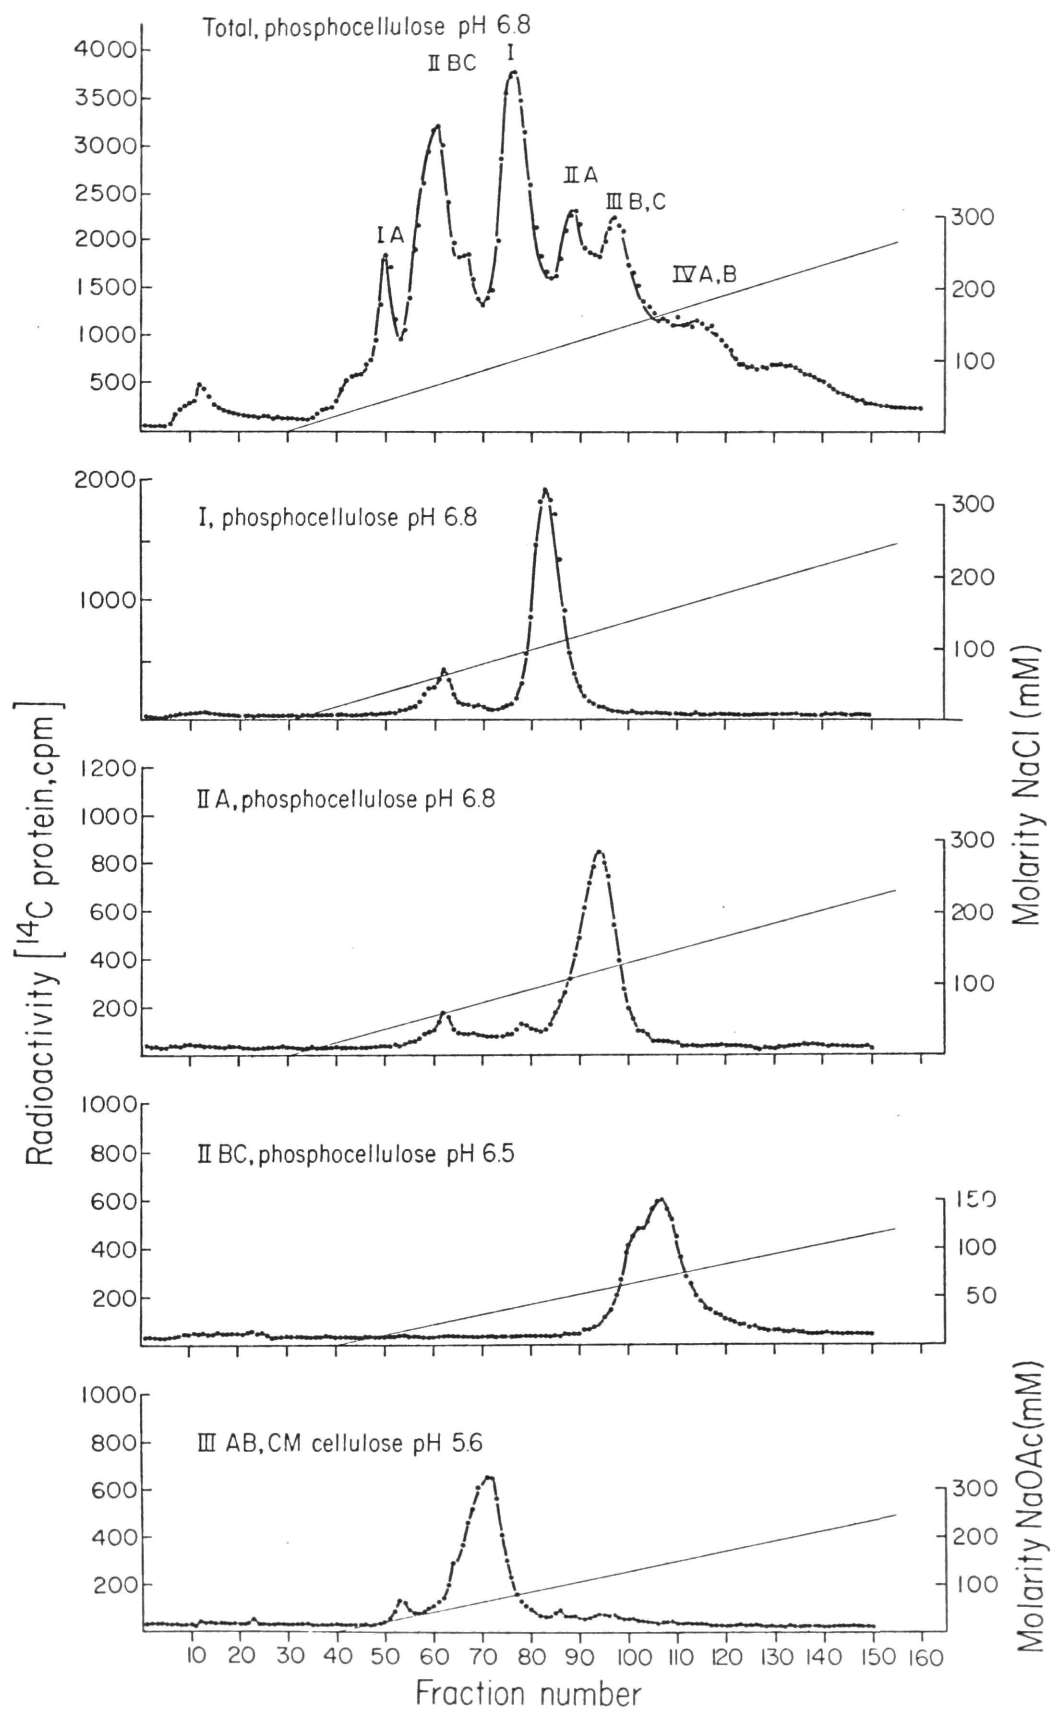 Total, phosphocellulose pH 6.8
4000
3500
3000
2500
2000
1500
1000
500
I A
II BC
I
II A
III B, C
IV A, B
300
200
100
I, phosphocellulose pH 6.8
2000
1000
300
200
100
II A, phosphocellulose pH 6.8
1200
1000
800
600
400
200
300
200
100
II BC, phosphocellulose pH 6.5
1000
800
600
400
200
150
100
50
III AB, CM cellulose pH 5.6
1000
800
600
400
200
300
200
100
10 20 30 40 50 60 70 80 90 100 110 120 130 140 150 160
Fraction number
Radioactivity [14C protein, cpm]
Molarity NaCl (mM)
Molarity NaOAc (mM)